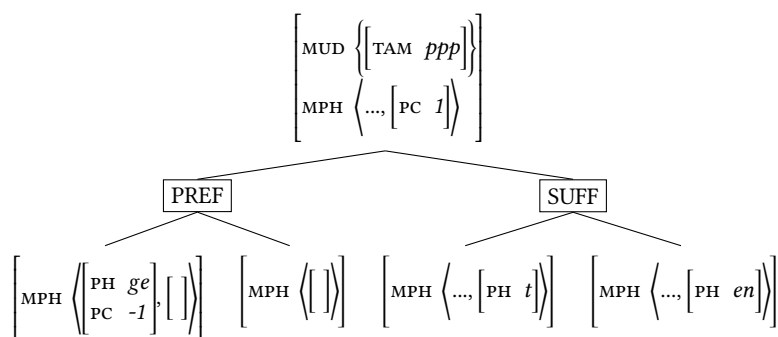 MUD {[TAM ppp]}
MPH ⟨..., [PC 1]⟩
PREF SUFF
MPH ⟨[PH ge PC -1], [ ]⟩
MPH ⟨[ ]⟩
MPH ⟨..., [PH t]⟩
MPH ⟨..., [PH en]⟩